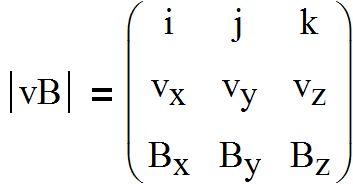 i j k
|vB| = v_x v_y v_z
B_x B_y B_z